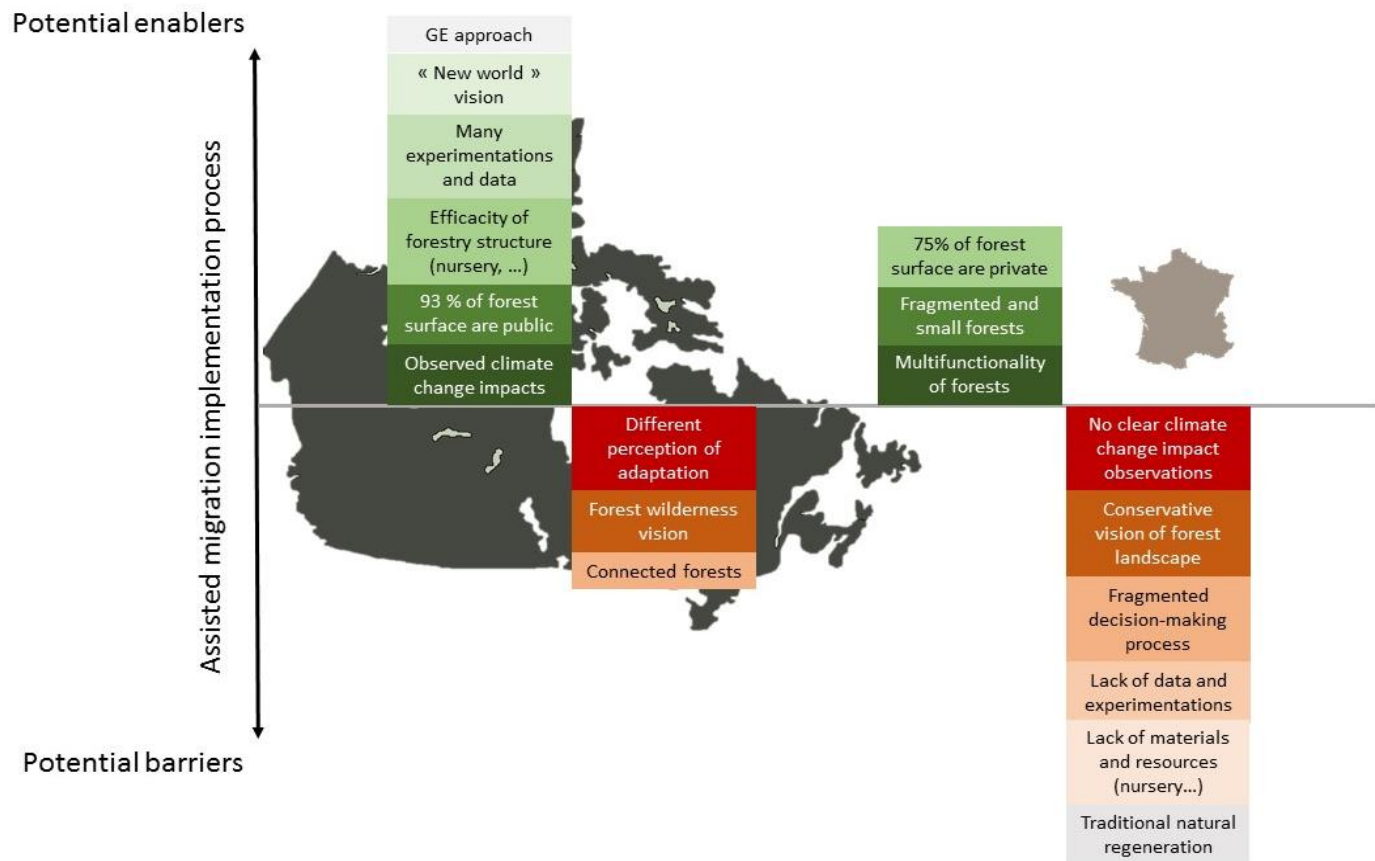 Potential enablers
GE approach
« New world »
vision
Many
experimentations
and data
Efficacity of
forestry structure
(nursery, ...)
93 % of forest
surface are public
Observed climate
change impacts
75% of forest
surface are private
Fragmented and
small forests
Multifunctionality
of forests
Assisted migration implementation process
Different
perception of
adaptation
Forest wilderness
vision
Connected forests
No clear climate
change impact
observations
Conservative
vision of forest
landscape
Fragmented
decision-making
process
Lack of data and
experimentations
Lack of materials
and resources
(nursery...)
Traditional natural
regeneration
Potential barriers